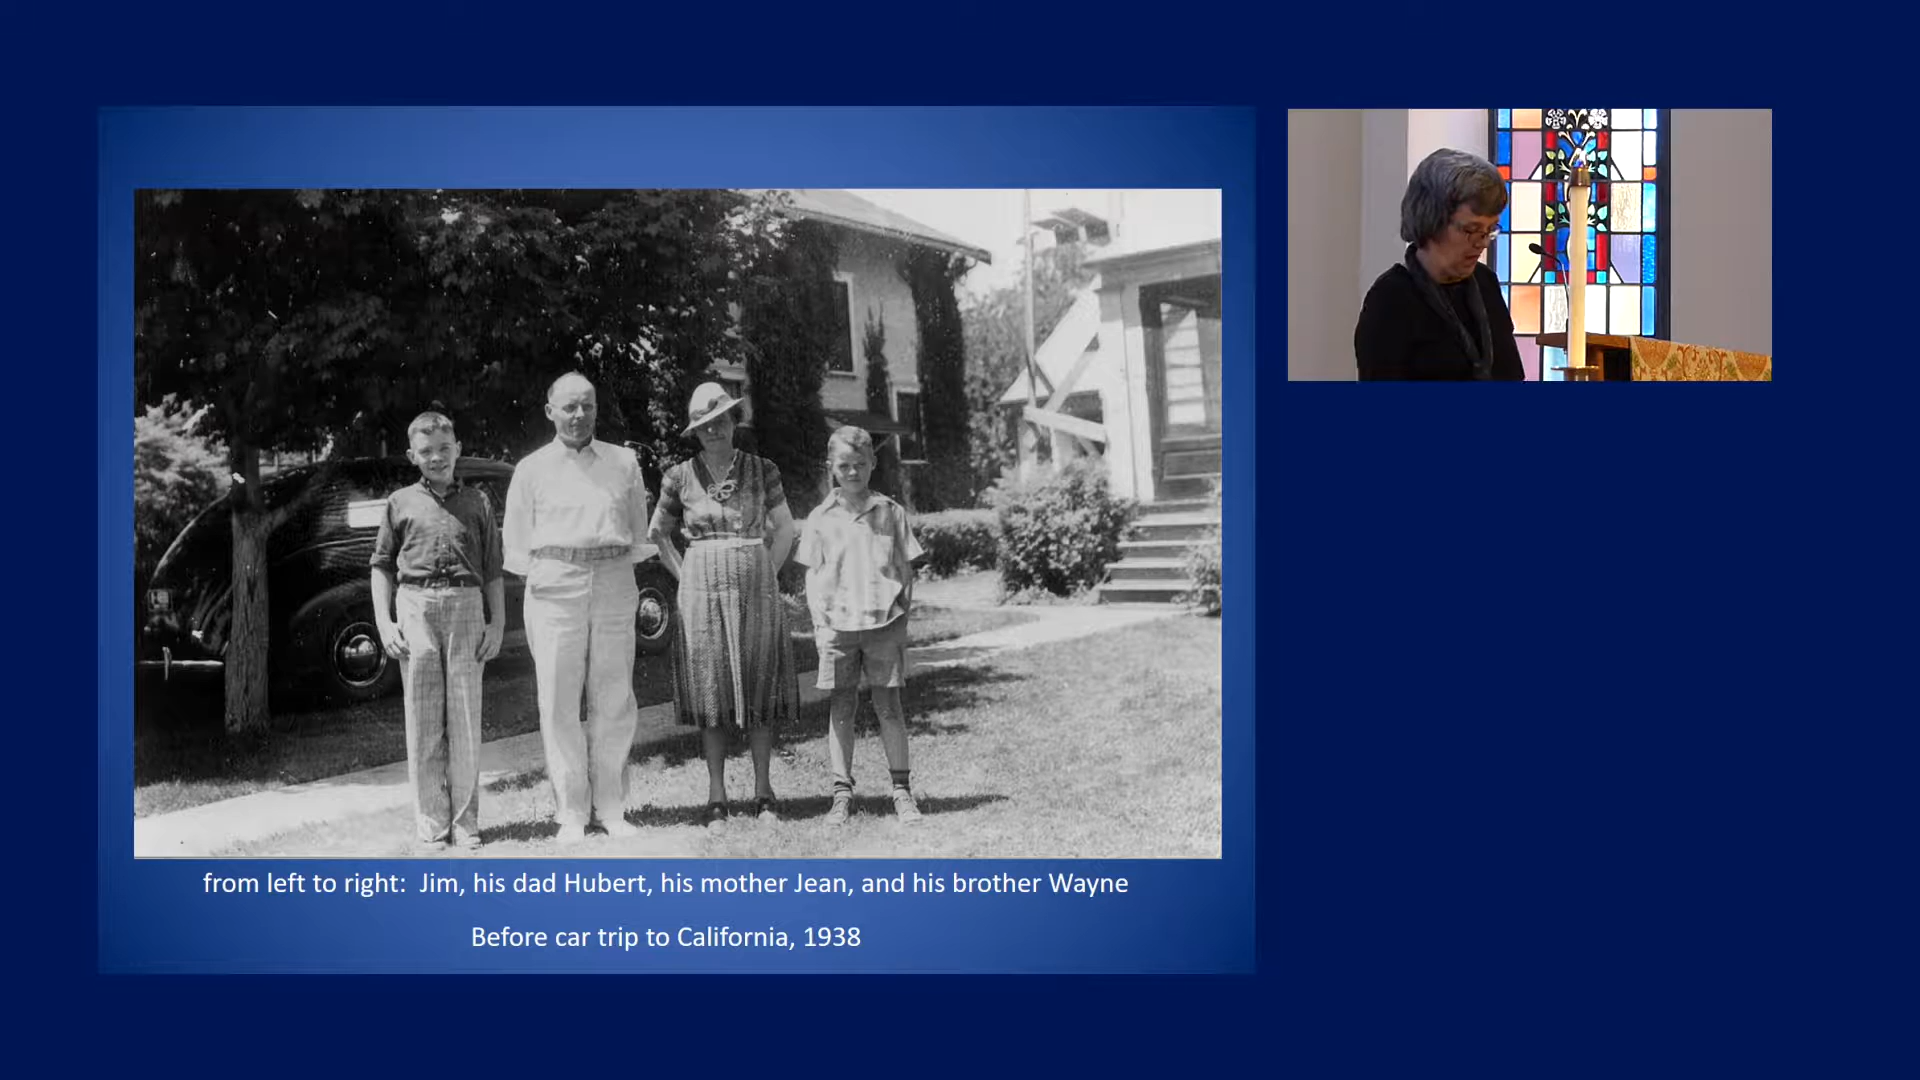 from left to right:  Jim, his dad Hubert, his mother Jean, and his brother Wayne
Before car trip to California, 1938